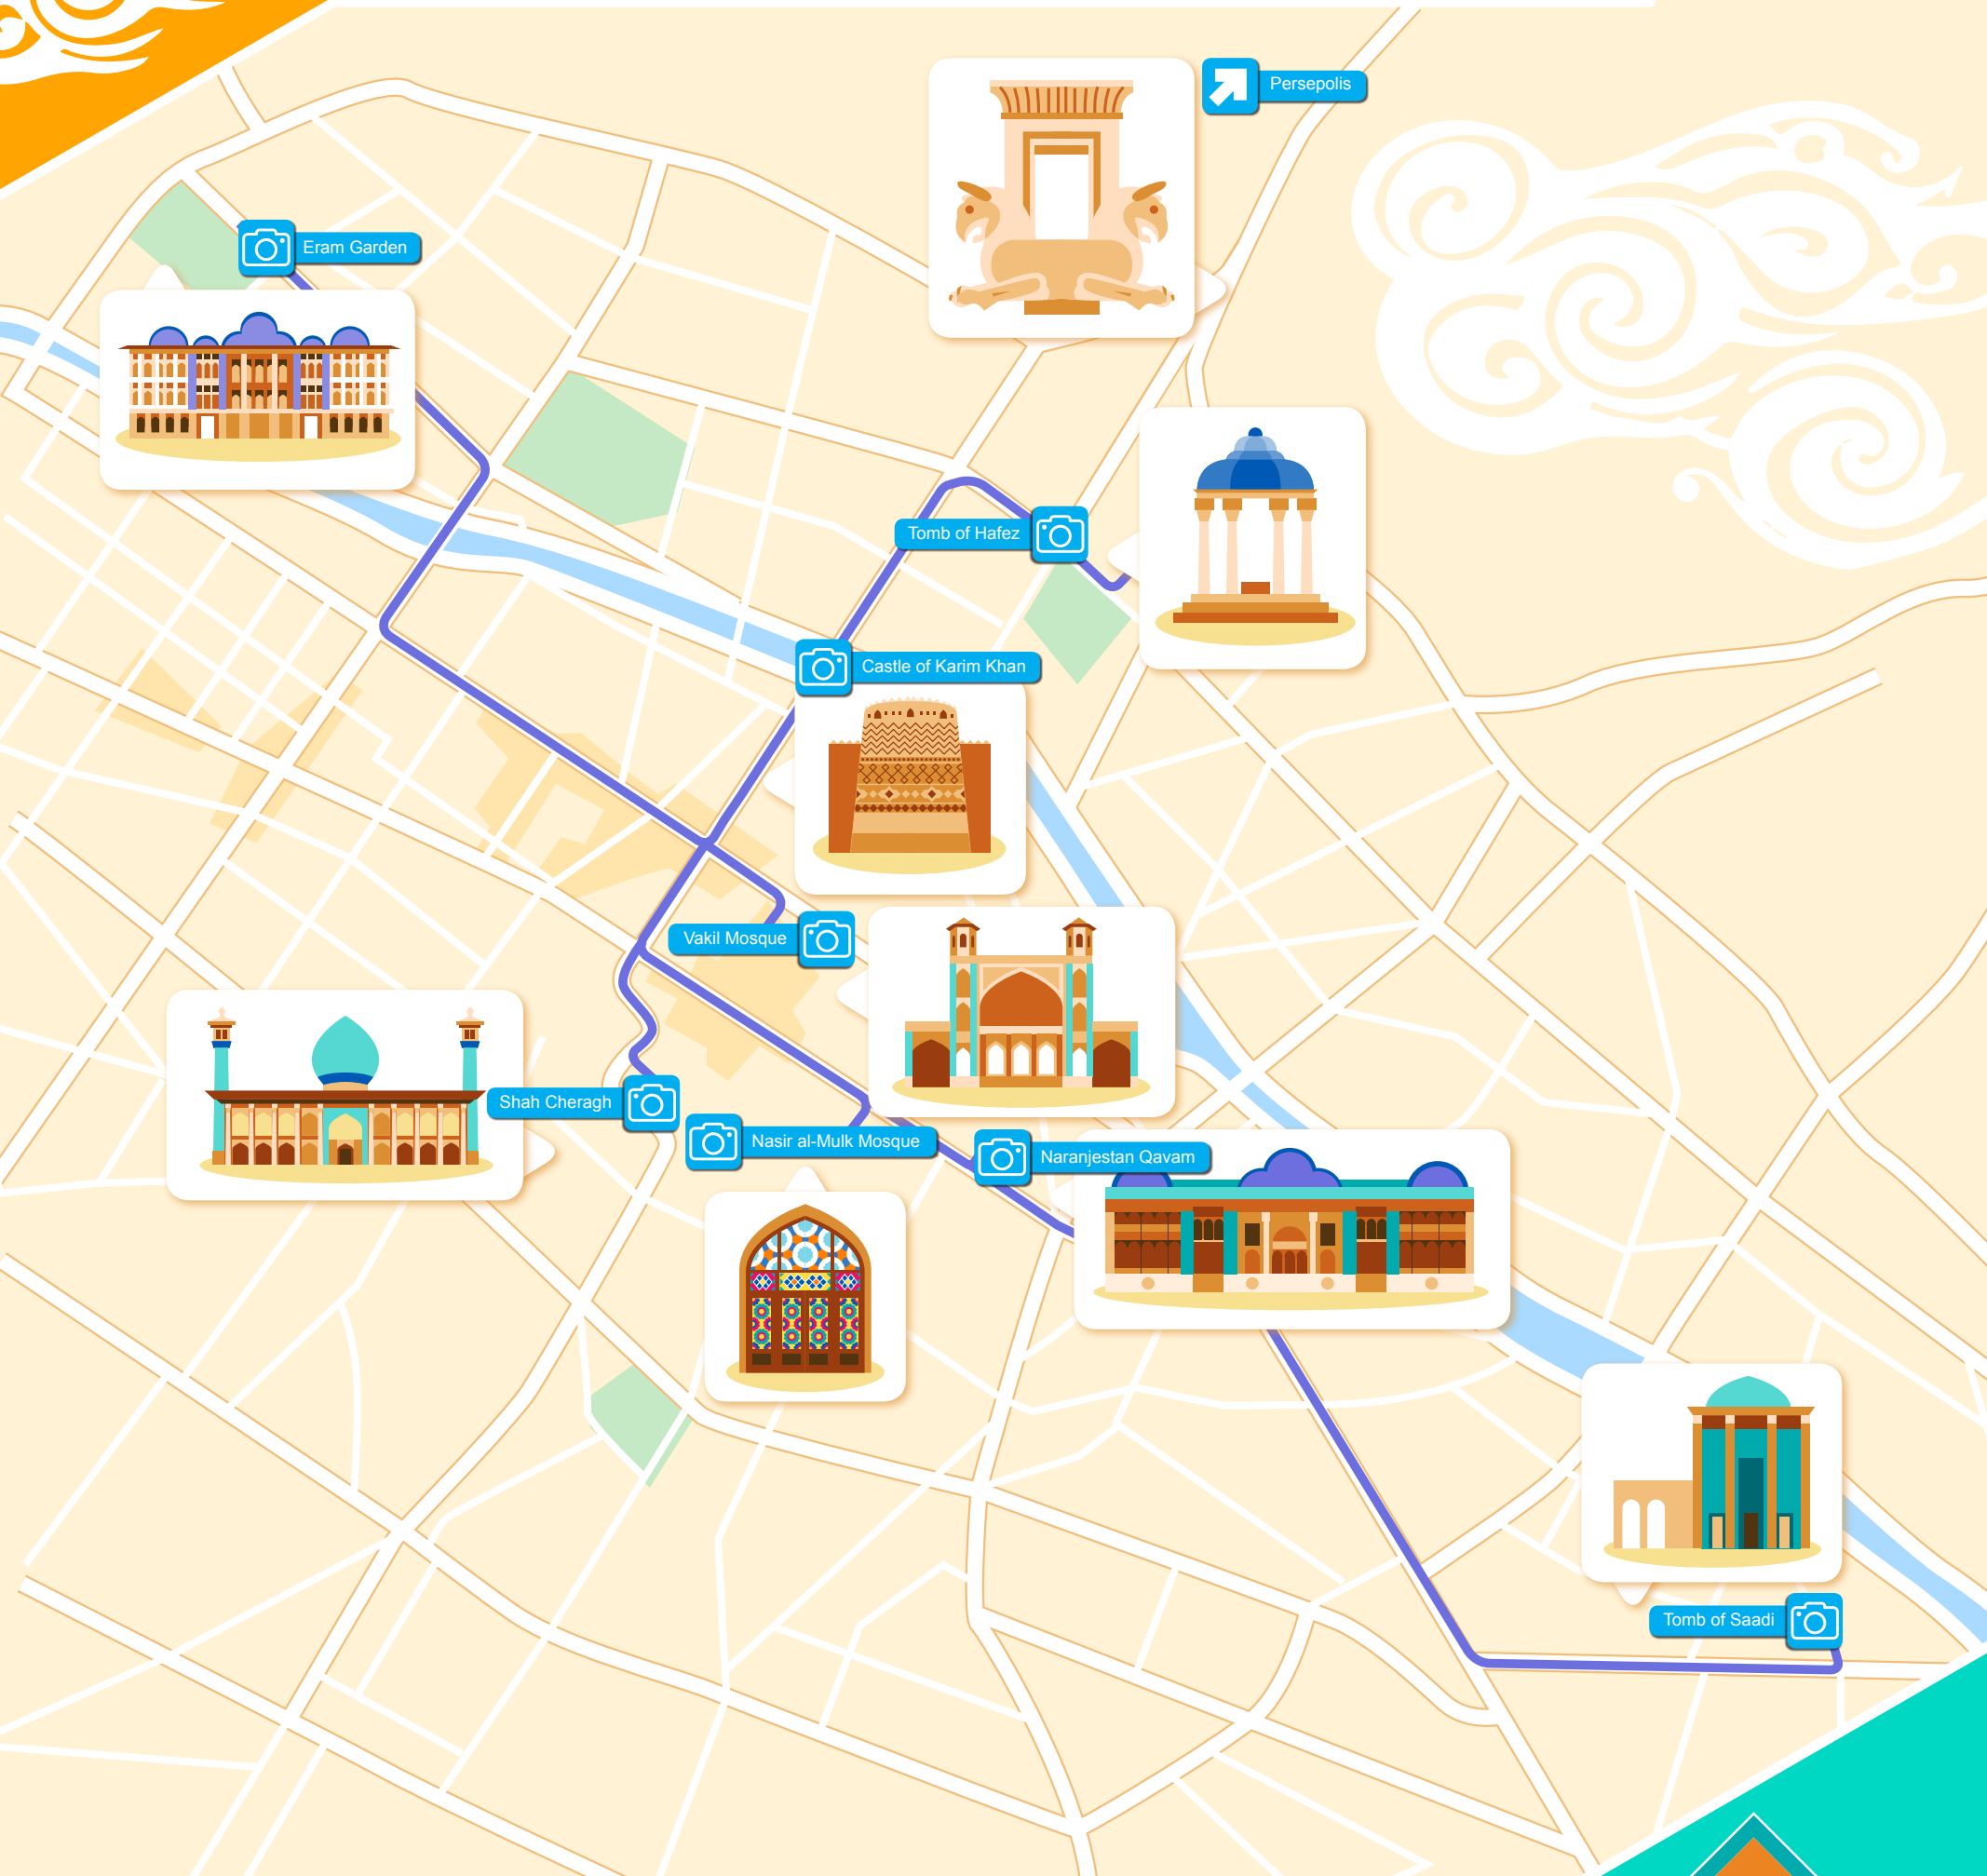 Persepolis
Eram Garden
Tomb of Hafez
Castle of Karim Khan
Vakil Mosque
Shah Cheragh
Nasir al-Mulk Mosque
Naranjestan Qavam
Tomb of Saadi